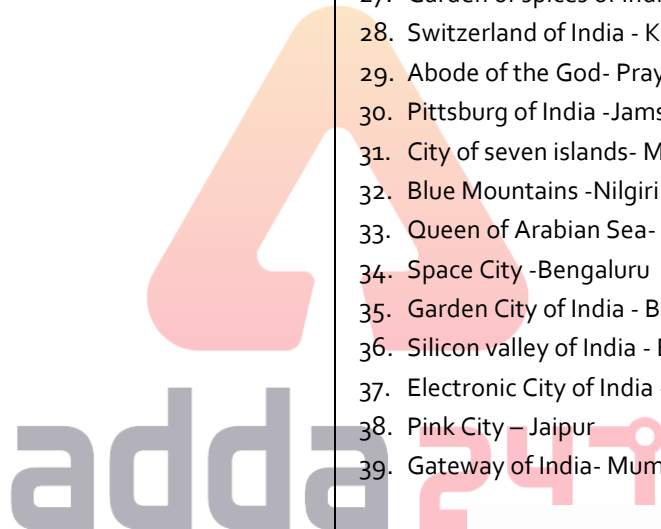 28. Switzerland of India - K
29. Abode of the God- Pray
30. Pittsburg of India -Jams
31. City of seven islands- M
32. Blue Mountains -Nilgiri
33. Queen of Arabian Sea-
34. Space City -Bengaluru
35. Garden City of India - B
36. Silicon valley of India -
37. Electronic City of India -
38. Pink City – Jaipur
39. Gateway of India- Mum
adda247